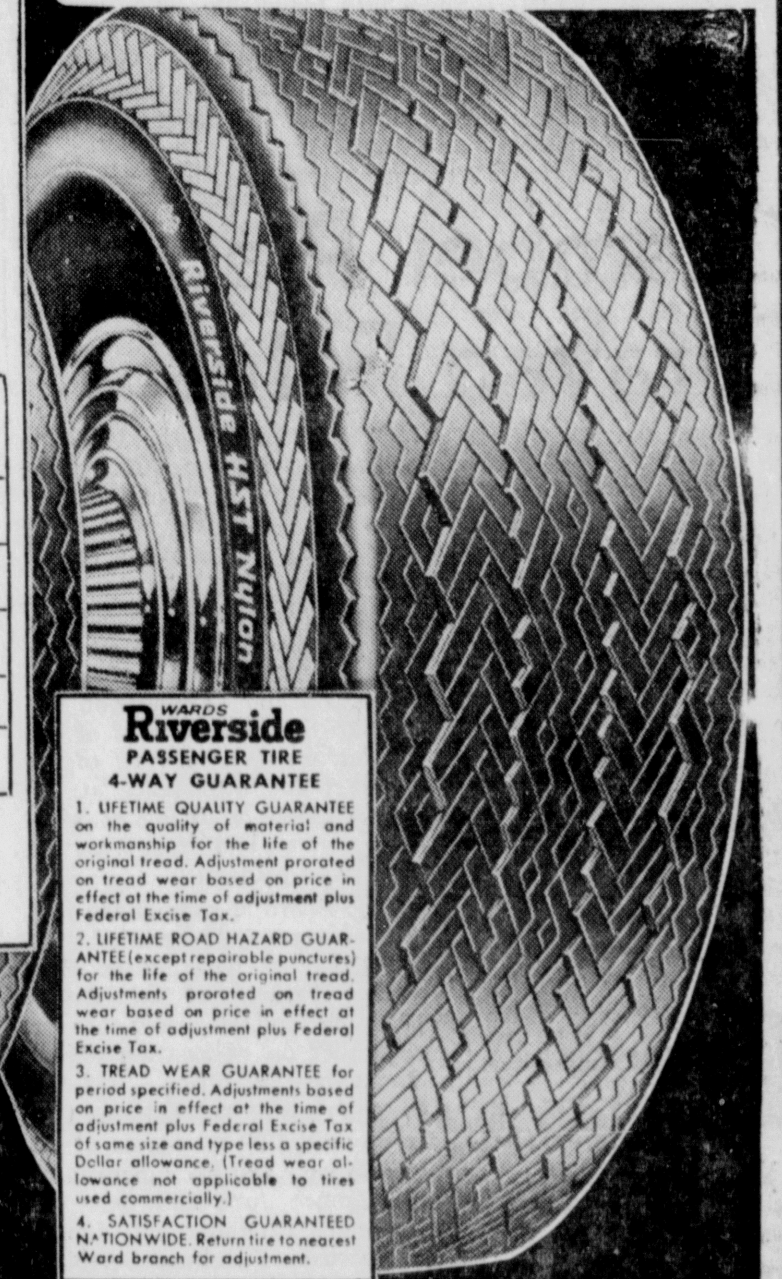 Riverside HST Nylon
WARDS
Riverside
PASSENGER TIRE
4-WAY GUARANTEE
1. LIFETIME QUALITY GUARANTEE
on the quality of material and
workmanship for the life of the
original tread. Adjustment prorated
on tread wear based on price in
effect at the time of adjustment plus
Federal Excise Tax.
2. LIFETIME ROAD HAZARD GUAR-
ANTEE (except repairable punctures)
for the life of the original tread.
Adjustments prorated on tread
wear based on price in effect at
the time of adjustment plus Federal
Excise Tax.
3. TREAD WEAR GUARANTEE for
period specified. Adjustments based
on price in effect at the time of
adjustment plus Federal Excise Tax
of same size and type less a specific
Dollar allowance. (Tread wear al-
lowance not applicable to tires
used commercially.)
4. SATISFACTION GUARANTEED
NATIONWIDE. Return tire to nearest
Ward branch for adjustment.